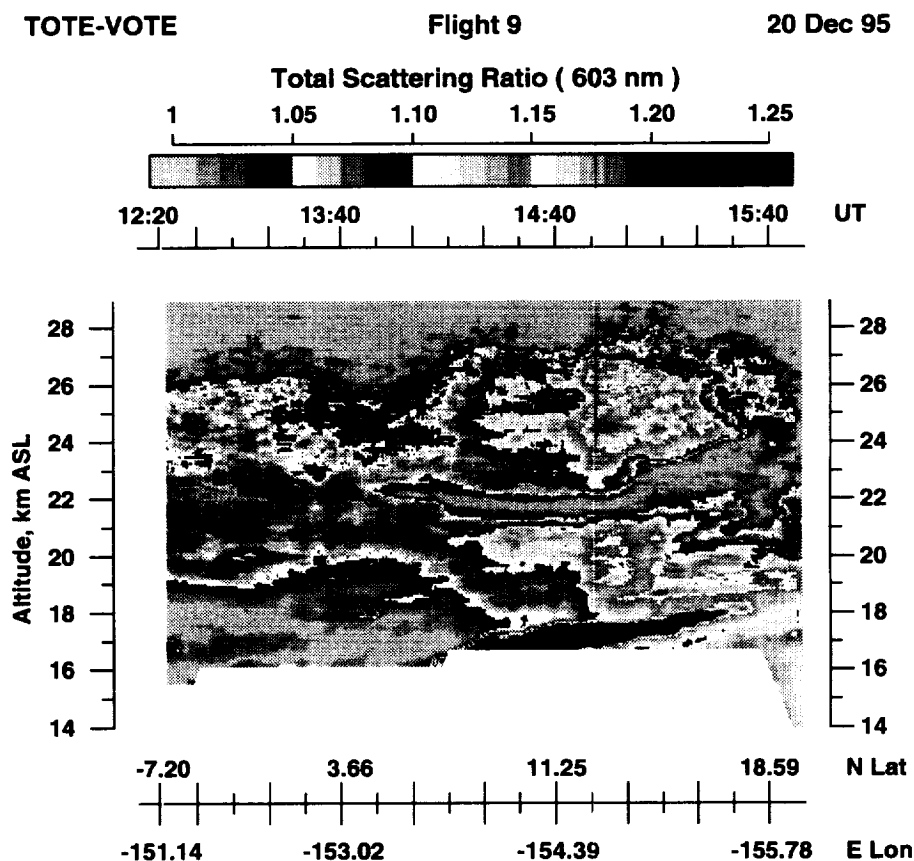 TOTE-VOTE Flight 9 20 Dec 95
Total Scattering Ratio ( 603 nm )
1 1.05 1.10 1.15 1.20 1.25
12:20 13:40 14:40 15:40 UT
Altitude, km ASL
28 28
26 26
24 24
22 22
20 20
18 18
16 16
14 14
-7.20 3.66 11.25 18.59 N Lat
-151.14 -153.02 -154.39 -155.78 E Lon